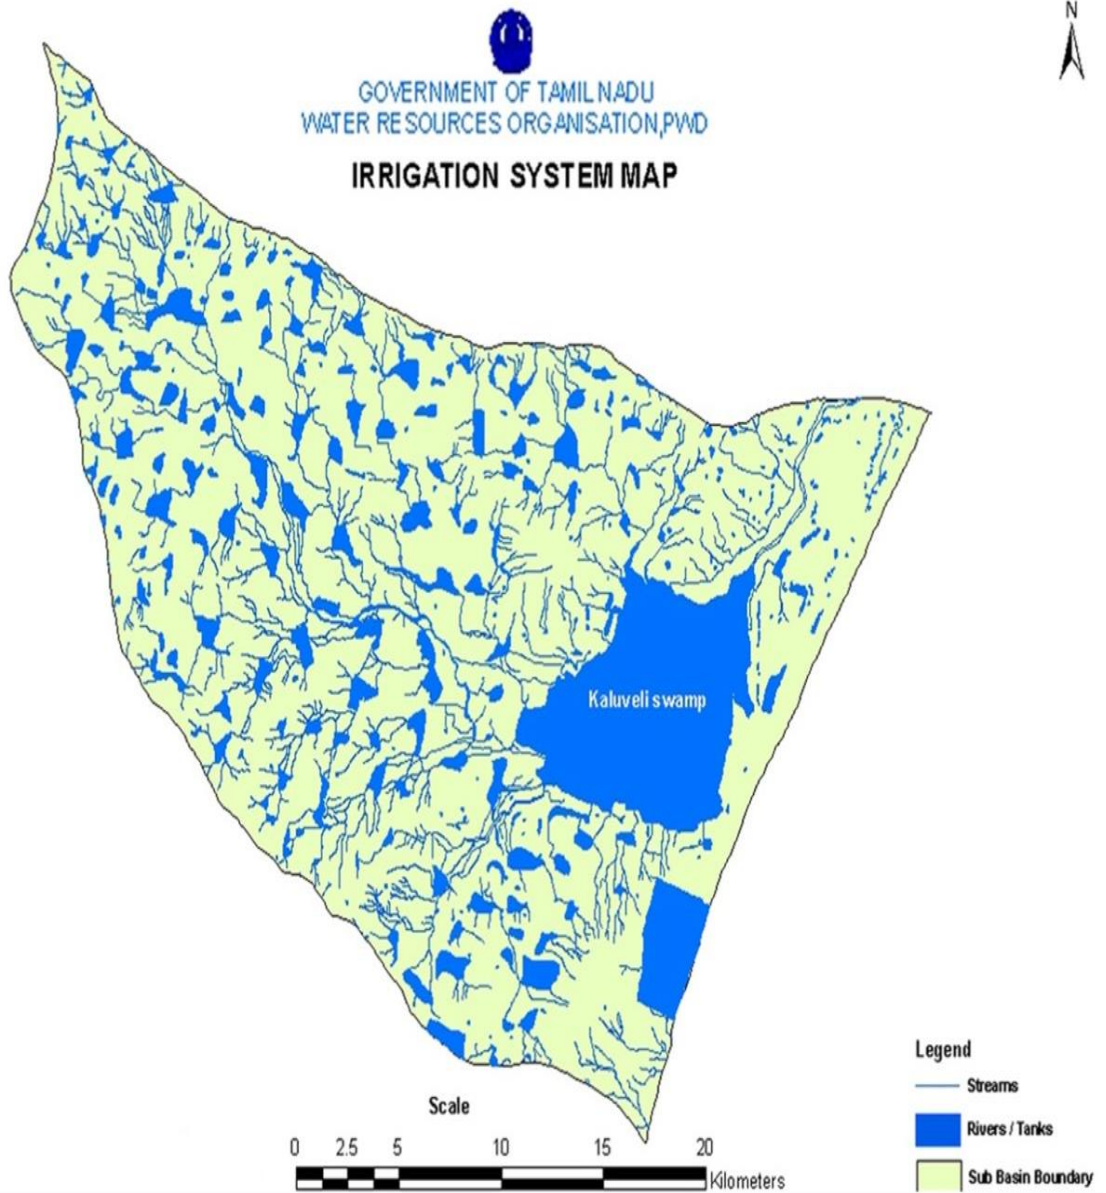 N
GOVERNMENT OF TAMIL NADU
WATER RESOURCES ORGANISATION,PWD
IRRIGATION SYSTEM MAP
Kaluveli swamp
Legend
Streams
Rivers / Tanks
Sub Basin Boundary
Scale
0 2.5 5 10 15 20
Kilometers